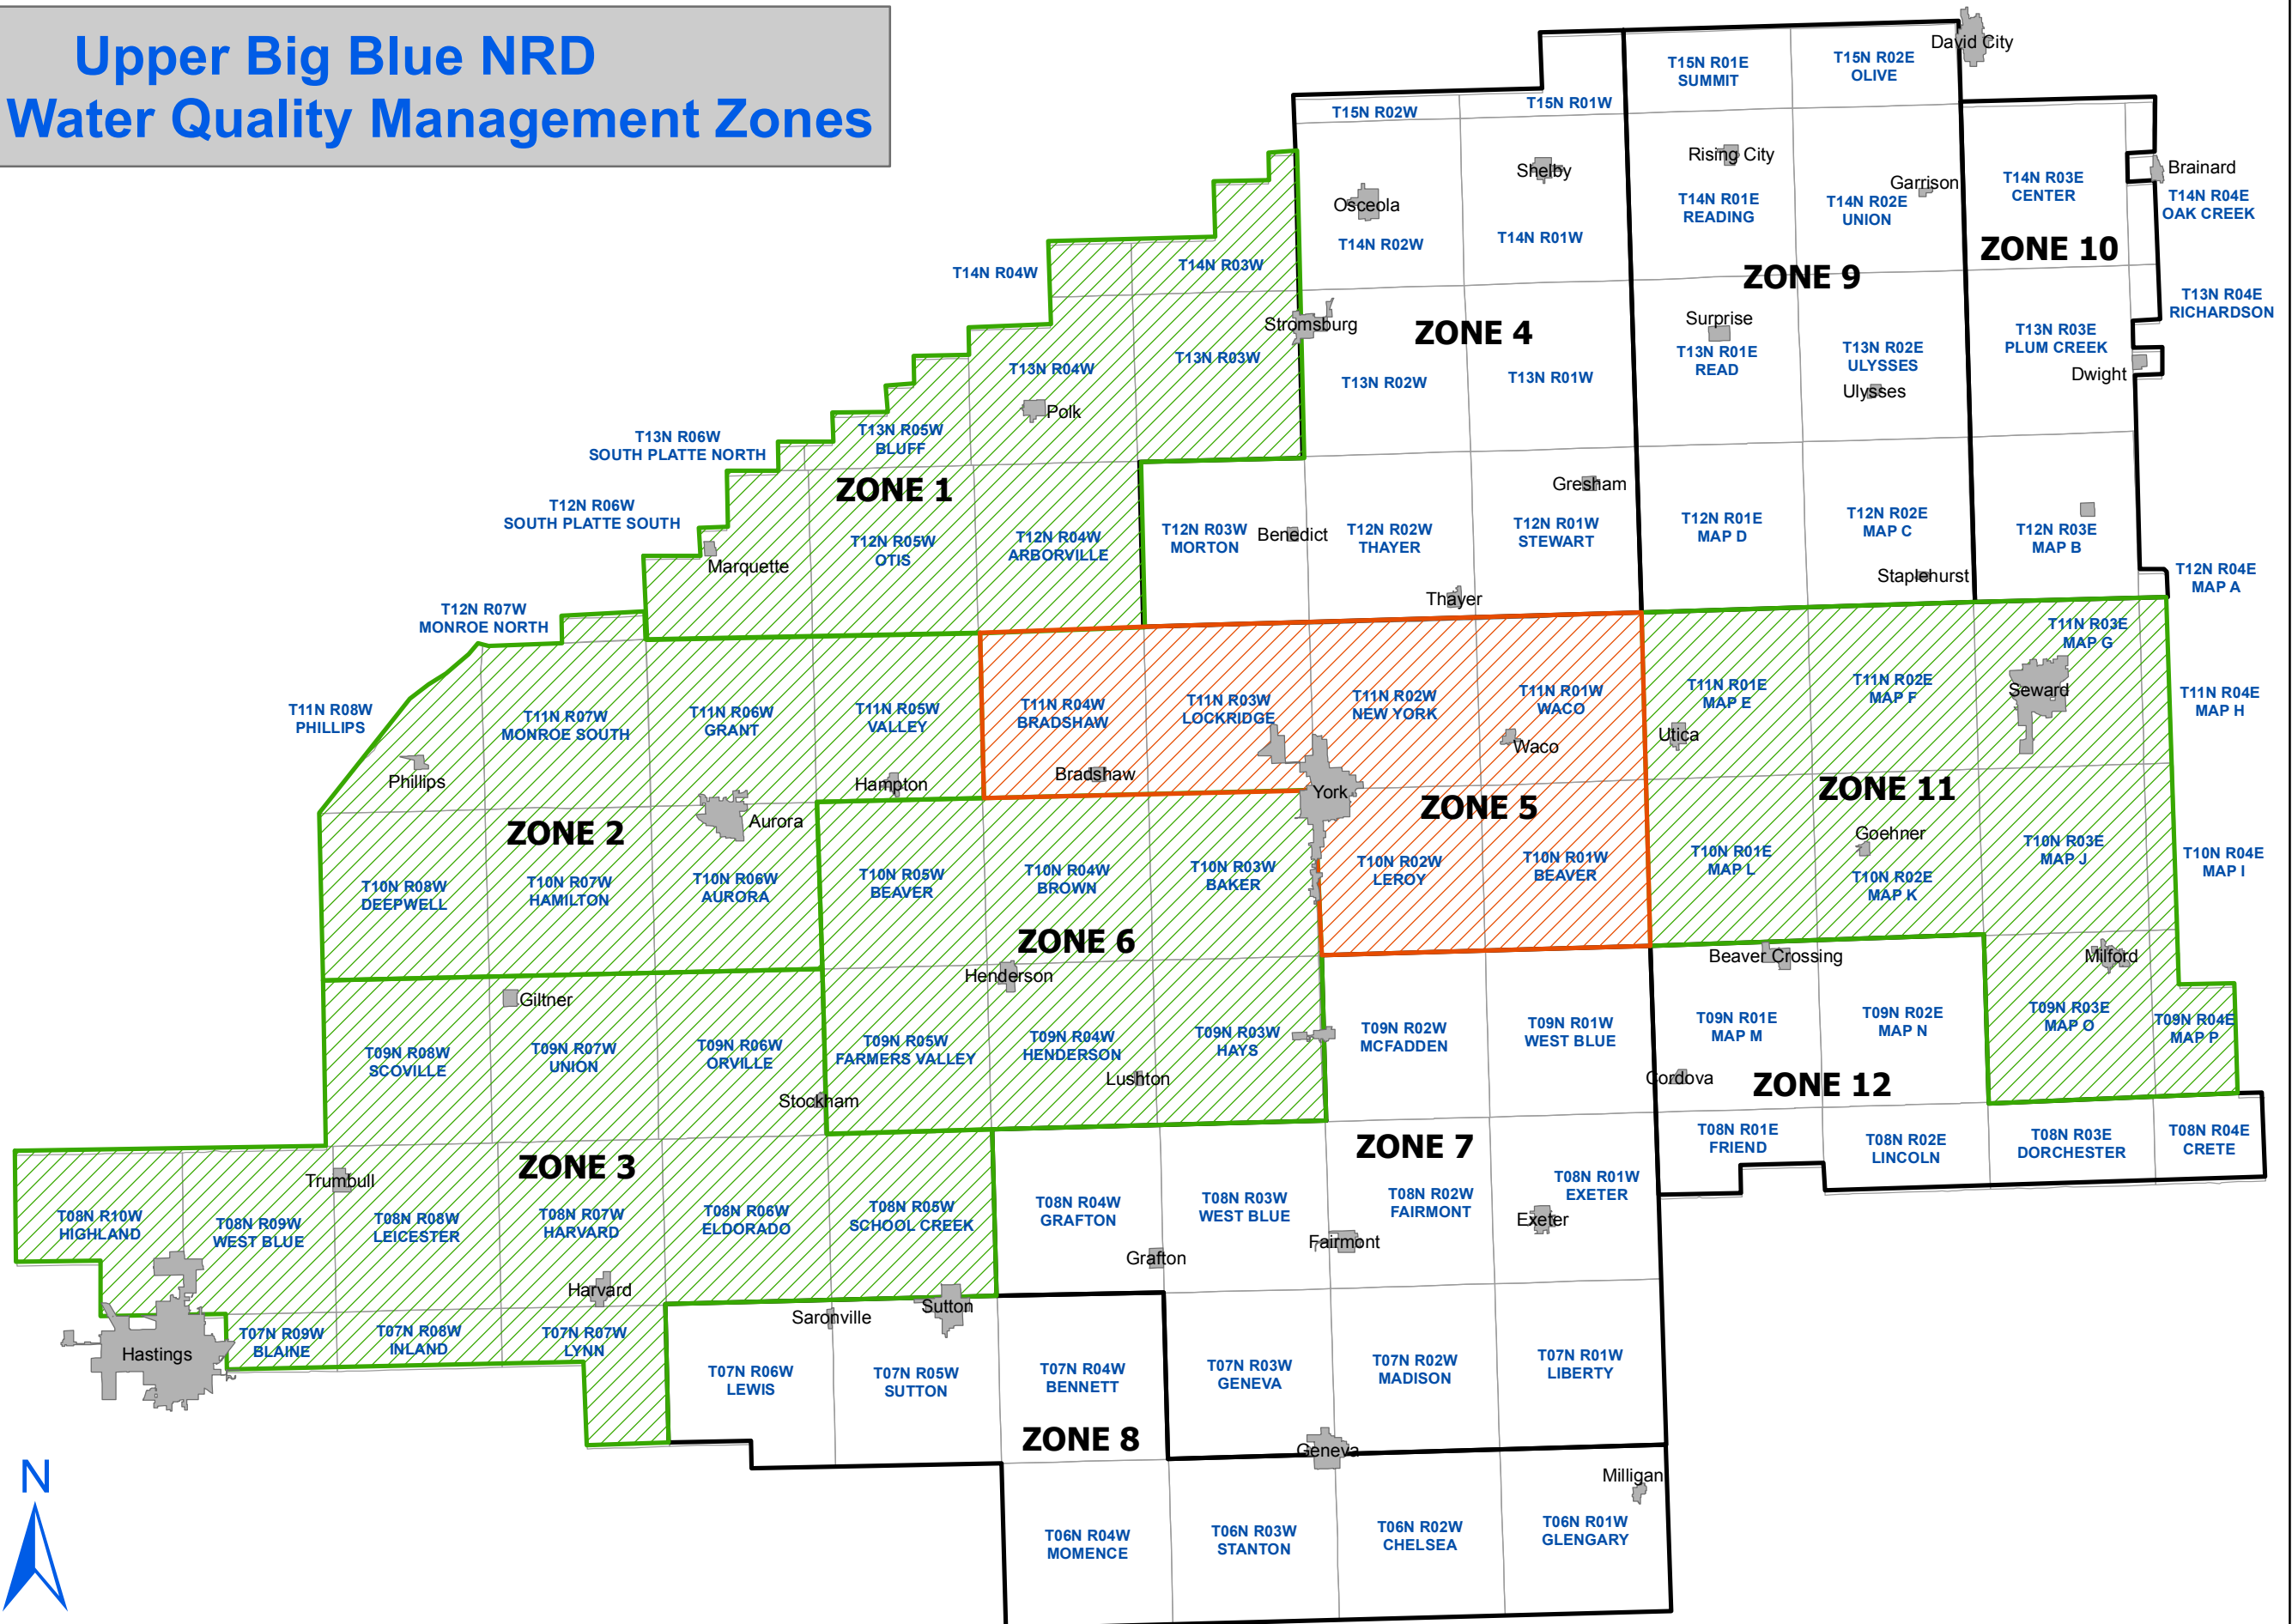 Upper Big Blue NRD
Water Quality Management Zones
David City
T15N R01E
SUMMIT
T15N R02E
OLIVE
T15N R02W
T15N R01W
Osceola
Shelby
T14N R02W
T14N R01W
Rising City
T14N R01E
READING
Garrison
T14N R02E
UNION
T14N R03E
CENTER
Brainard
T14N R04E
OAK CREEK
ZONE 10
ZONE 9
T14N R04W
T14N R03W
Stromsburg
ZONE 4
Surprise
T13N R01E
READ
T13N R02E
ULYSSES
Ulysses
T13N R03E
PLUM CREEK
T13N R04E
RICHARDSON
Dwight
T13N R04W
T13N R03W
T13N R02W
T13N R01W
Polk
T13N R06W
SOUTH PLATTE NORTH
T13N R05W
BLUFF
ZONE 1
T12N R06W
SOUTH PLATTE SOUTH
Marquette
T12N R05W
OTIS
T12N R04W
ARBORVILLE
T12N R03W
MORTON
Benedict
T12N R02W
THAYER
Gresham
T12N R01W
STEWART
Thayer
T12N R01E
MAP D
T12N R02E
MAP C
Staplehurst
T12N R03E
MAP B
T12N R04E
MAP A
T12N R07W
MONROE NORTH
T11N R08W
PHILLIPS
Phillips
T11N R07W
MONROE SOUTH
T11N R06W
GRANT
T11N R05W
VALLEY
Hampton
T11N R04W
BRADSHAW
Bradshaw
T11N R03W
LOCKRIDGE
T11N R02W
NEW YORK
T11N R01W
WACO
Waco
York
ZONE 5
T11N R01E
MAP E
Utica
T11N R02E
MAP F
T11N R03E
MAP G
Seward
T11N R04E
MAP H
ZONE 11
ZONE 2
Aurora
T10N R08W
DEEPWELL
T10N R07W
HAMILTON
T10N R06W
AURORA
T10N R05W
BEAVER
T10N R04W
BROWN
T10N R03W
BAKER
T10N R02W
LEROY
T10N R01W
BEAVER
T10N R01E
MAP L
Goehner
T10N R02E
MAP K
T10N R03E
MAP J
T10N R04E
MAP I
ZONE 6
Henderson
Giltner
T09N R08W
SCOVILLE
T09N R07W
UNION
T09N R06W
ORVILLE
Stockham
T09N R05W
FARMERS VALLEY
T09N R04W
HENDERSON
Lushton
T09N R03W
HAYS
T09N R02W
MCFADDEN
T09N R01W
WEST BLUE
Beaver Crossing
T09N R01E
MAP M
T09N R02E
MAP N
Milford
T09N R03E
MAP O
T09N R04E
MAP P
Cordova
ZONE 12
ZONE 3
Trumbull
ZONE 7
T08N R10W
HIGHLAND
T08N R09W
WEST BLUE
T08N R08W
LEICESTER
T08N R07W
HARVARD
T08N R06W
ELDORADO
T08N R05W
SCHOOL CREEK
T08N R04W
GRAFTON
Grafton
T08N R03W
WEST BLUE
T08N R02W
FAIRMONT
Fairmont
T08N R01W
EXETER
Exeter
T08N R01E
FRIEND
T08N R02E
LINCOLN
T08N R03E
DORCHESTER
T08N R04E
CRETE
Harvard
Saronville
Sutton
Hastings
T07N R09W
BLAINE
T07N R08W
INLAND
T07N R07W
LYNN
T07N R06W
LEWIS
T07N R05W
SUTTON
T07N R04W
BENNETT
T07N R03W
GENEVA
T07N R02W
MADISON
T07N R01W
LIBERTY
ZONE 8
Geneva
Milligan
N
T06N R04W
MOMENCE
T06N R03W
STANTON
T06N R02W
CHELSEA
T06N R01W
GLENGARY